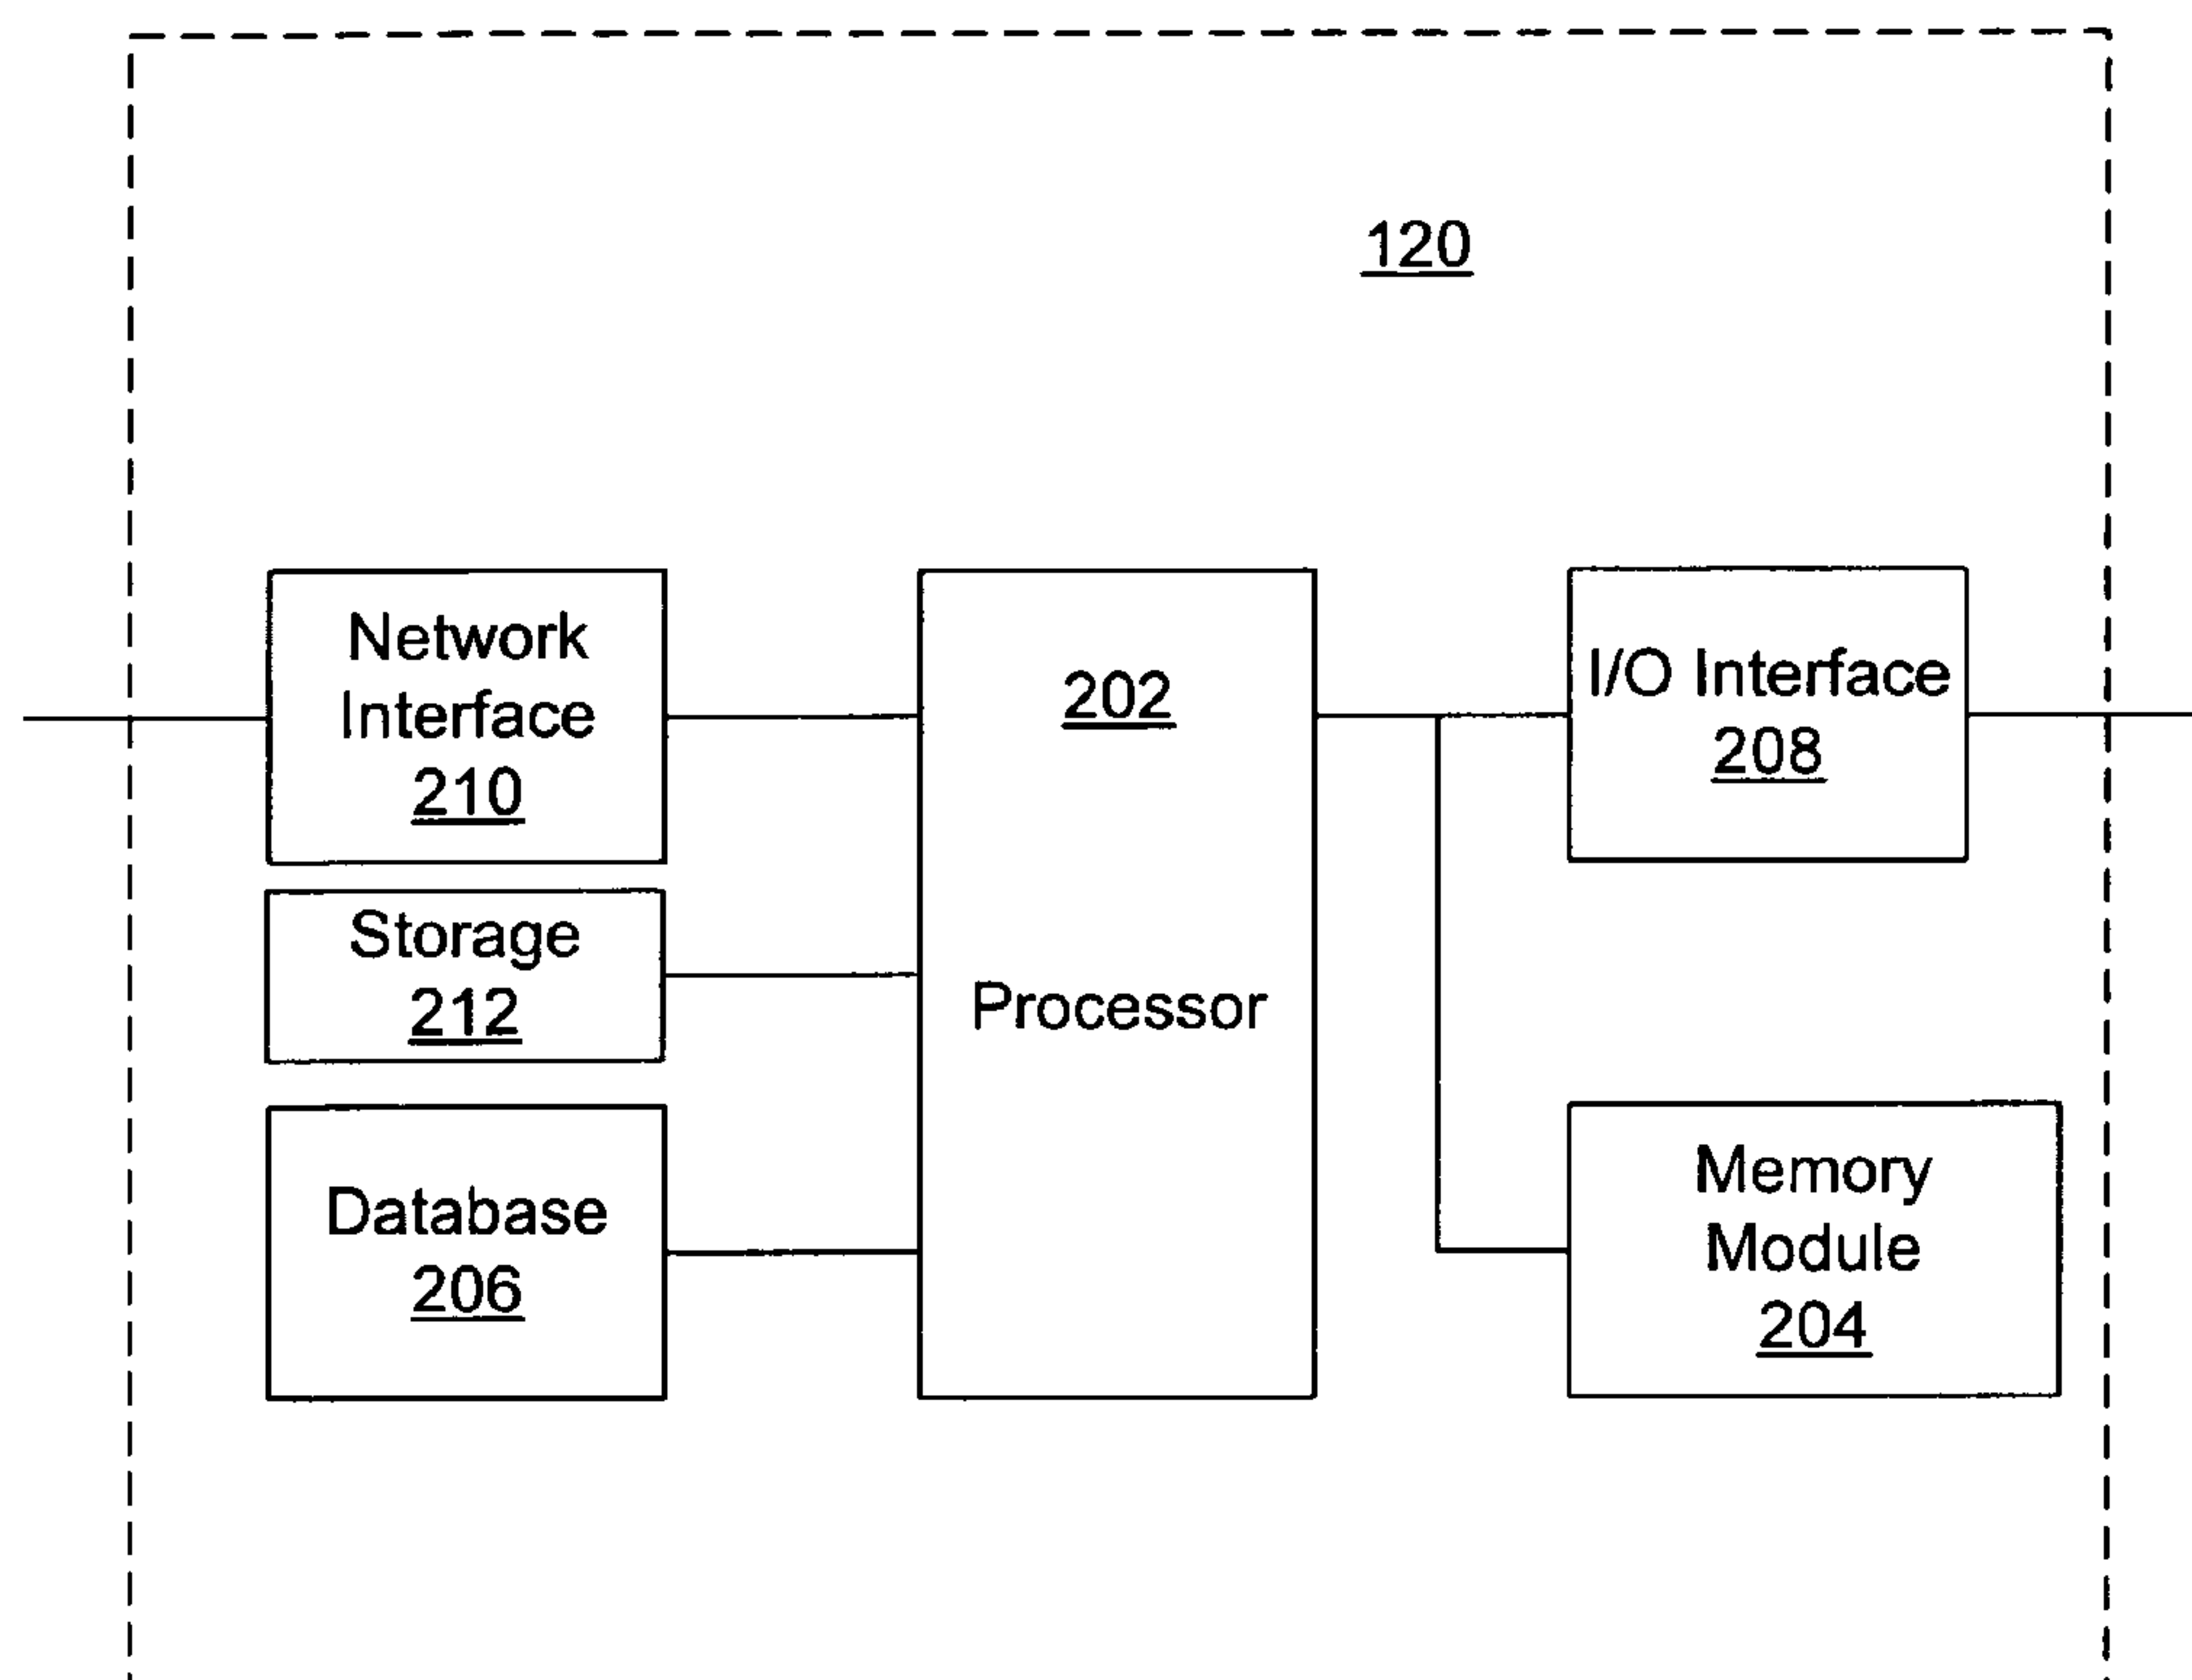 120
Network
Interface
210
Storage
212
Database
206
202
Processor
I/O Interface
208
Memory
Module
204